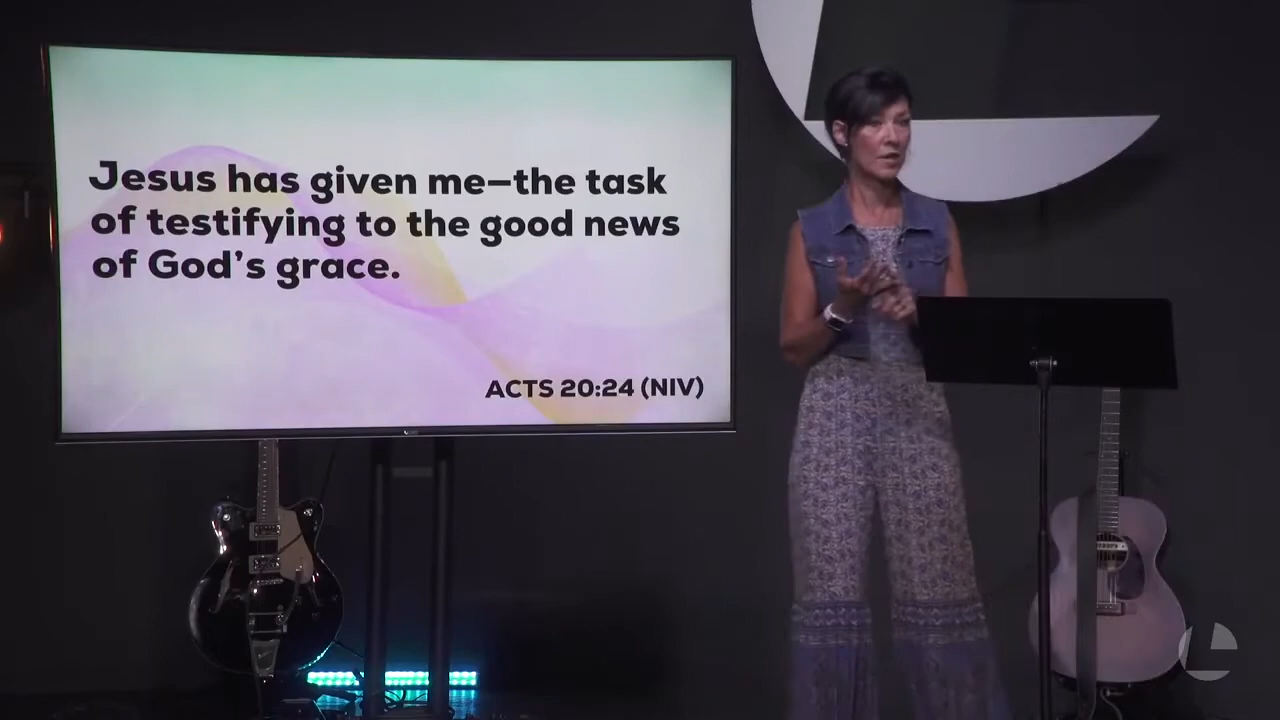 Jesus has given me—the task
of testifying to the good news
of God's grace.
ACTS 20:24 (NIV)